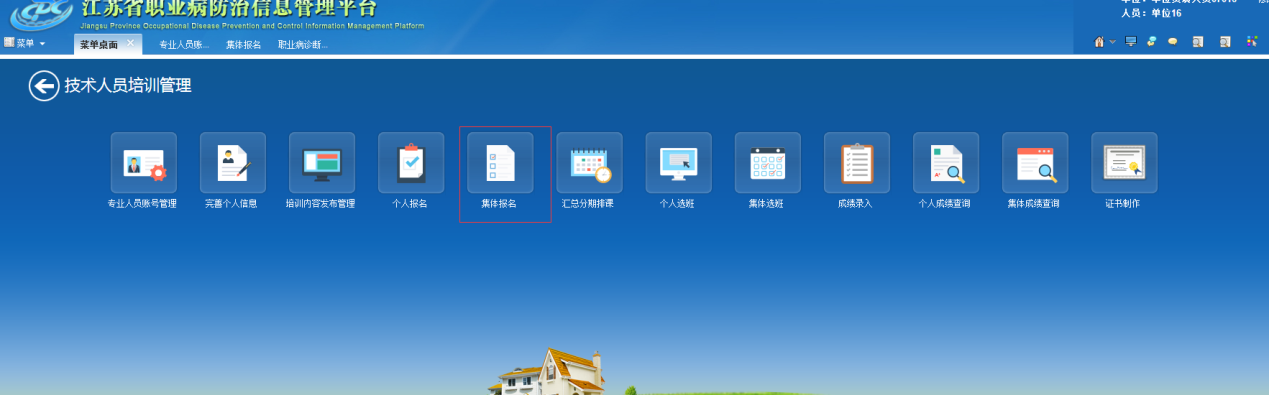 江苏省职业病防治信息管理平台
Jiangsu Province Occupational Disease Prevention and Control Information Management Platform
人员：单位16
菜单
菜单桌面 专业人员账... 集体报名 职业病诊断...
技术人员培训管理
专业人员账号管理 完善个人信息 培训内容发布管理 个人报名 集体报名 汇总分期排课 个人选班 集体选班 成绩录入 个人成绩查询 集体成绩查询 证书制作